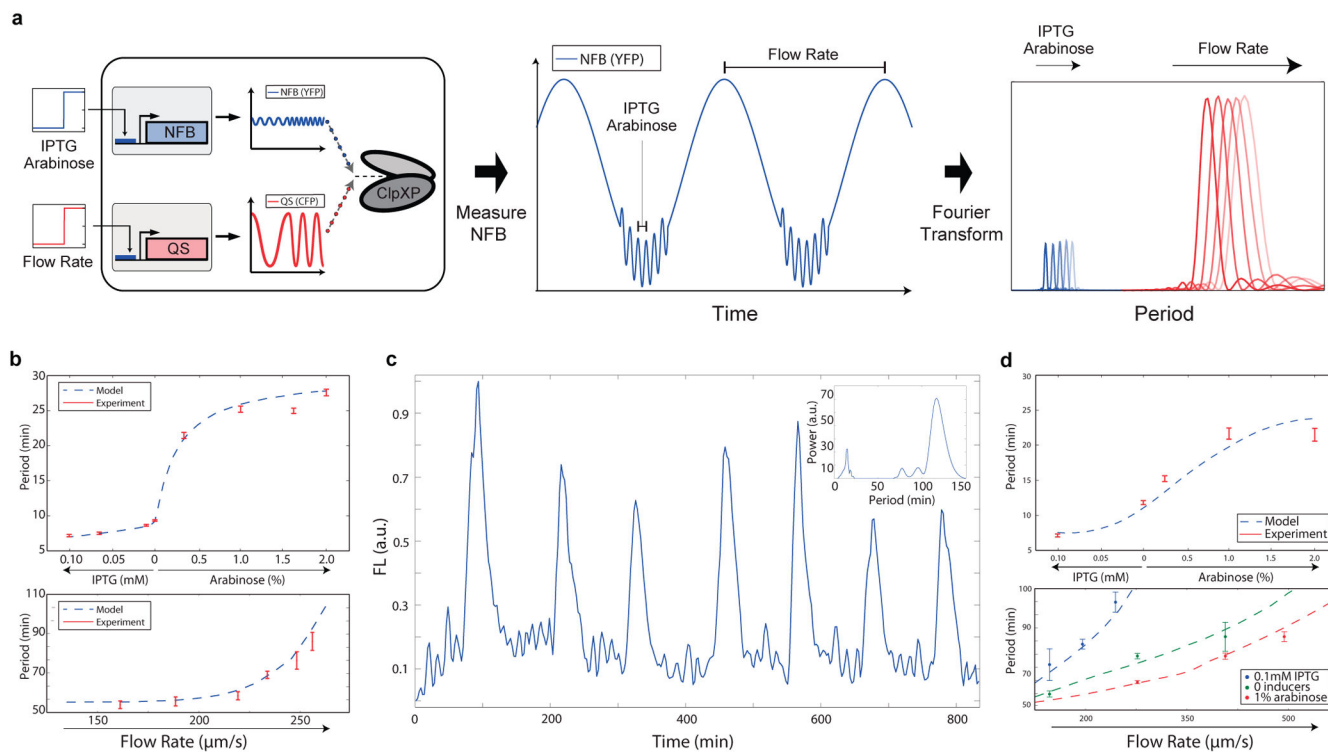 a
NFB (YFP)
NFB
IPTG
Arabinose
ClpXP
QS (CFP)
QS
Flow Rate
Measure
NFB
NFB (YFP)
Flow Rate
IPTG
Arabinose
Time
Fourier
Transform
IPTG
Arabinose
Flow Rate
Period
b
30
25
20
15
10
5
Period (min)
Model
Experiment
0.10 0.05 0 0.5 1.0 1.5 2.0
IPTG (mM) Arabinose (%)
110
90
70
50
Period (min)
Model
Experiment
150 200 250
Flow Rate (μm/s)
c
0.9
0.7
0.5
0.3
0.1
FL (a.u.)
0 200 400 600 800
Time (min)
70
50
30
10
Power (a.u.)
0 50 100 150
Period (min)
d
30
25
20
15
10
5
Period (min)
Model
Experiment
0.10 0.05 0 0.5 1.0 1.5 2.0
IPTG (mM) Arabinose (%)
100
90
70
50
Period (min)
0.1mM IPTG
0 inducers
1% arabinose
200 350 500
Flow Rate (μm/s)